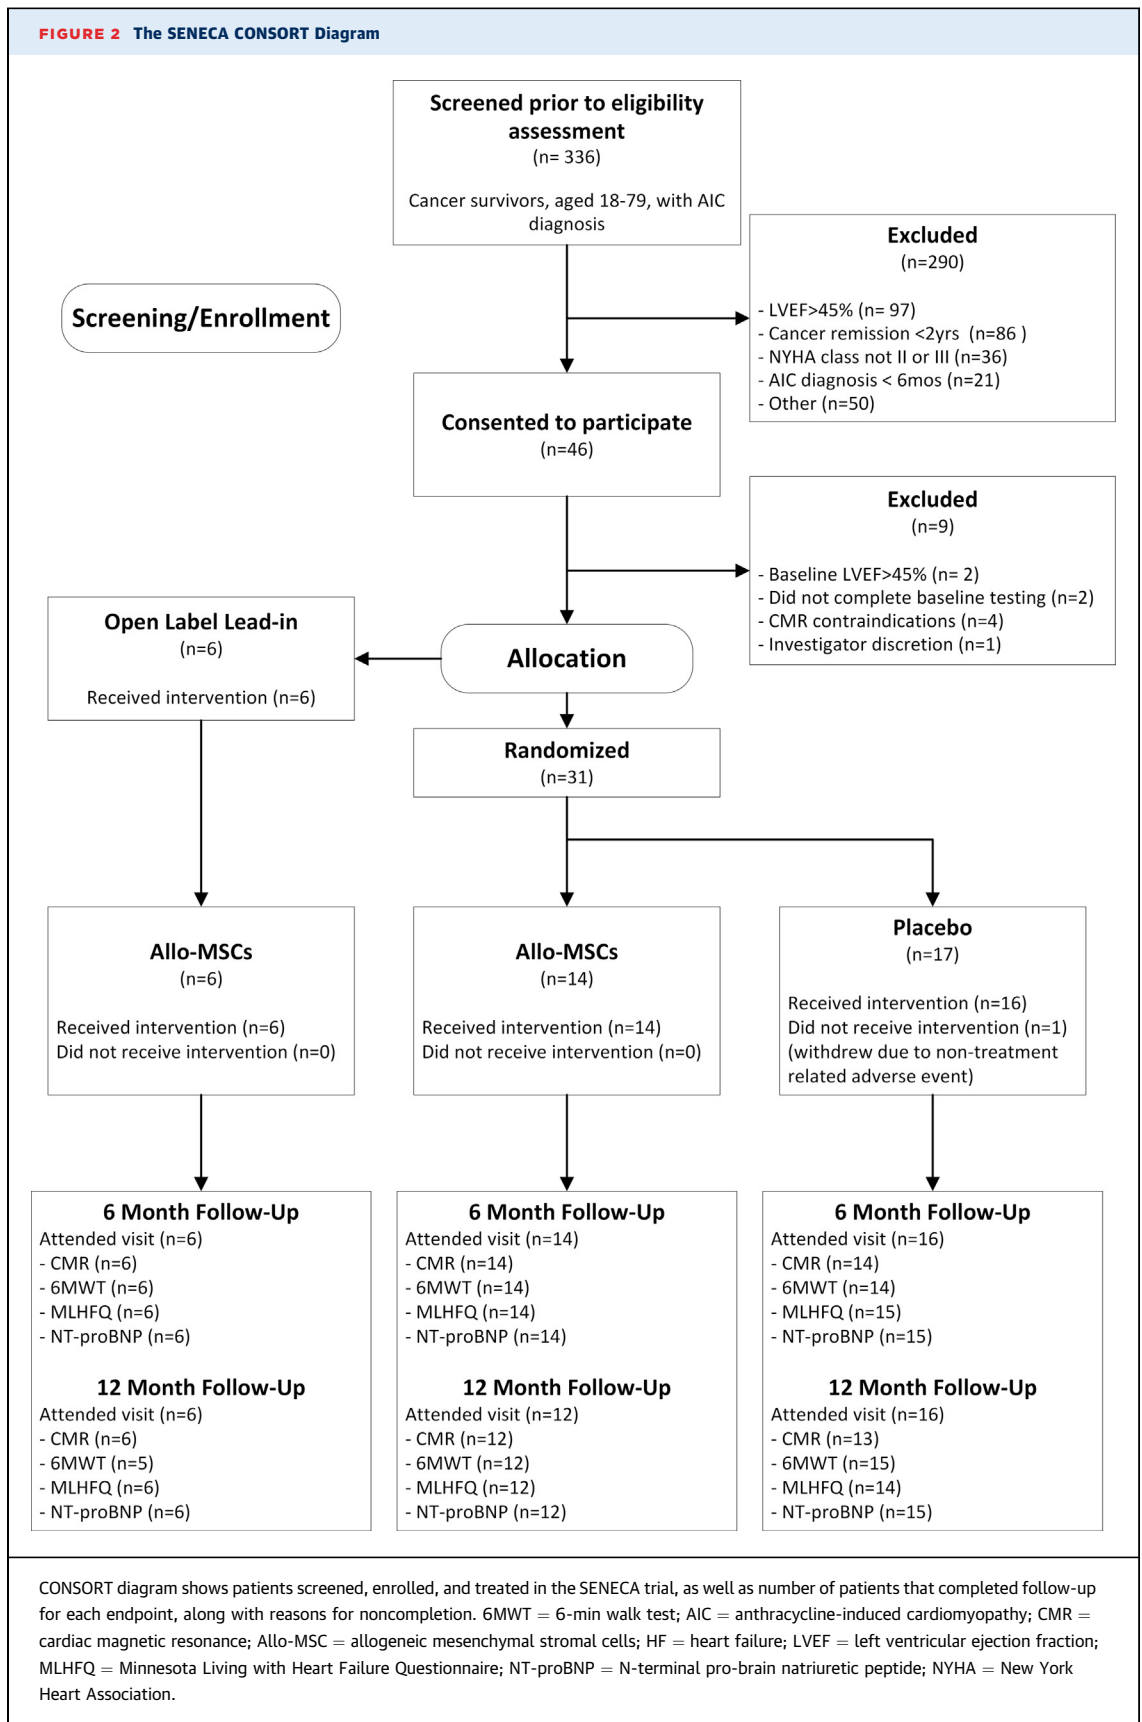 FIGURE 2 The SENECA CONSORT Diagram
Screened prior to eligibility
assessment
(n= 336)
Cancer survivors, aged 18-79, with AIC
diagnosis
Excluded
(n=290)
- LVEF>45% (n= 97)
- Cancer remission <2yrs (n=86 )
- NYHA class not II or III (n=36)
- AIC diagnosis < 6mos (n=21)
- Other (n=50)
Screening/Enrollment
Consented to participate
(n=46)
Excluded
(n=9)
- Baseline LVEF>45% (n= 2)
- Did not complete baseline testing (n=2)
- CMR contraindications (n=4)
- Investigator discretion (n=1)
Open Label Lead-in
(n=6)
Received intervention (n=6)
Allocation
Randomized
(n=31)
Allo-MSCs
(n=6)
Received intervention (n=6)
Did not receive intervention (n=0)
Allo-MSCs
(n=14)
Received intervention (n=14)
Did not receive intervention (n=0)
Placebo
(n=17)
Received intervention (n=16)
Did not receive intervention (n=1)
(withdrew due to non-treatment
related adverse event)
6 Month Follow-Up
Attended visit (n=6)
- CMR (n=6)
- 6MWT (n=6)
- MLHFQ (n=6)
- NT-proBNP (n=6)
12 Month Follow-Up
Attended visit (n=6)
- CMR (n=6)
- 6MWT (n=5)
- MLHFQ (n=6)
- NT-proBNP (n=6)
6 Month Follow-Up
Attended visit (n=14)
- CMR (n=14)
- 6MWT (n=14)
- MLHFQ (n=14)
- NT-proBNP (n=14)
12 Month Follow-Up
Attended visit (n=12)
- CMR (n=12)
- 6MWT (n=12)
- MLHFQ (n=12)
- NT-proBNP (n=12)
6 Month Follow-Up
Attended visit (n=16)
- CMR (n=14)
- 6MWT (n=14)
- MLHFQ (n=15)
- NT-proBNP (n=15)
12 Month Follow-Up
Attended visit (n=16)
- CMR (n=13)
- 6MWT (n=15)
- MLHFQ (n=14)
- NT-proBNP (n=15)
CONSORT diagram shows patients screened, enrolled, and treated in the SENECA trial, as well as number of patients that completed follow-up
for each endpoint, along with reasons for noncompletion. 6MWT = 6-min walk test; AIC = anthracycline-induced cardiomyopathy; CMR =
cardiac magnetic resonance; Allo-MSC = allogeneic mesenchymal stromal cells; HF = heart failure; LVEF = left ventricular ejection fraction;
MLHFQ = Minnesota Living with Heart Failure Questionnaire; NT-proBNP = N-terminal pro-brain natriuretic peptide; NYHA = New York
Heart Association.